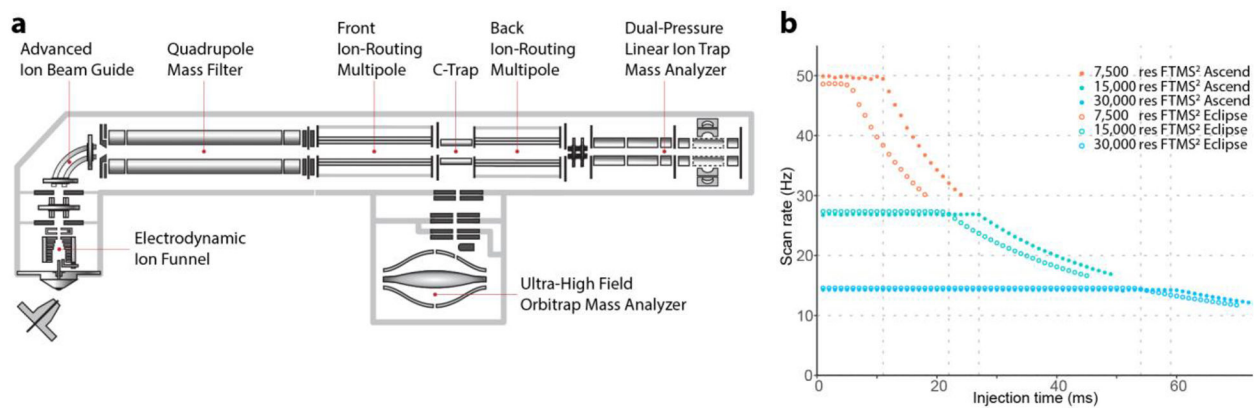 a
Advanced
Ion Beam Guide
Quadrupole
Mass Filter
Front
Ion-Routing
Multipole
C-Trap
Back
Ion-Routing
Multipole
Dual-Pressure
Linear Ion Trap
Mass Analyzer
Electrodynamic
Ion Funnel
Ultra-High Field
Orbitrap Mass Analyzer
b
Scan rate (Hz)
50
40
30
20
10
0
7,500 res FTMS² Ascend
15,000 res FTMS² Ascend
30,000 res FTMS² Ascend
7,500 res FTMS² Eclipse
15,000 res FTMS² Eclipse
30,000 res FTMS² Eclipse
0 20 40 60
Injection time (ms)